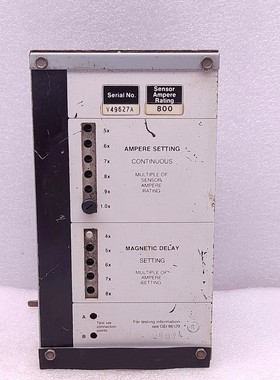 Serial No.
Sensor
Ampere
Rating
V49627A
800
.5x
.6x
.7x
.8x
.9x
1.0x
AMPERE SETTING
CONTINUOUS
MULTIPLE OF
SENSOR
AMPERE
RATING
4x
5x
6x
7x
8x
MAGNETIC DELAY
SETTING
MULTIPLE OF
AMPERE
SETTING
A
B
Test set
connection
points
For testing information